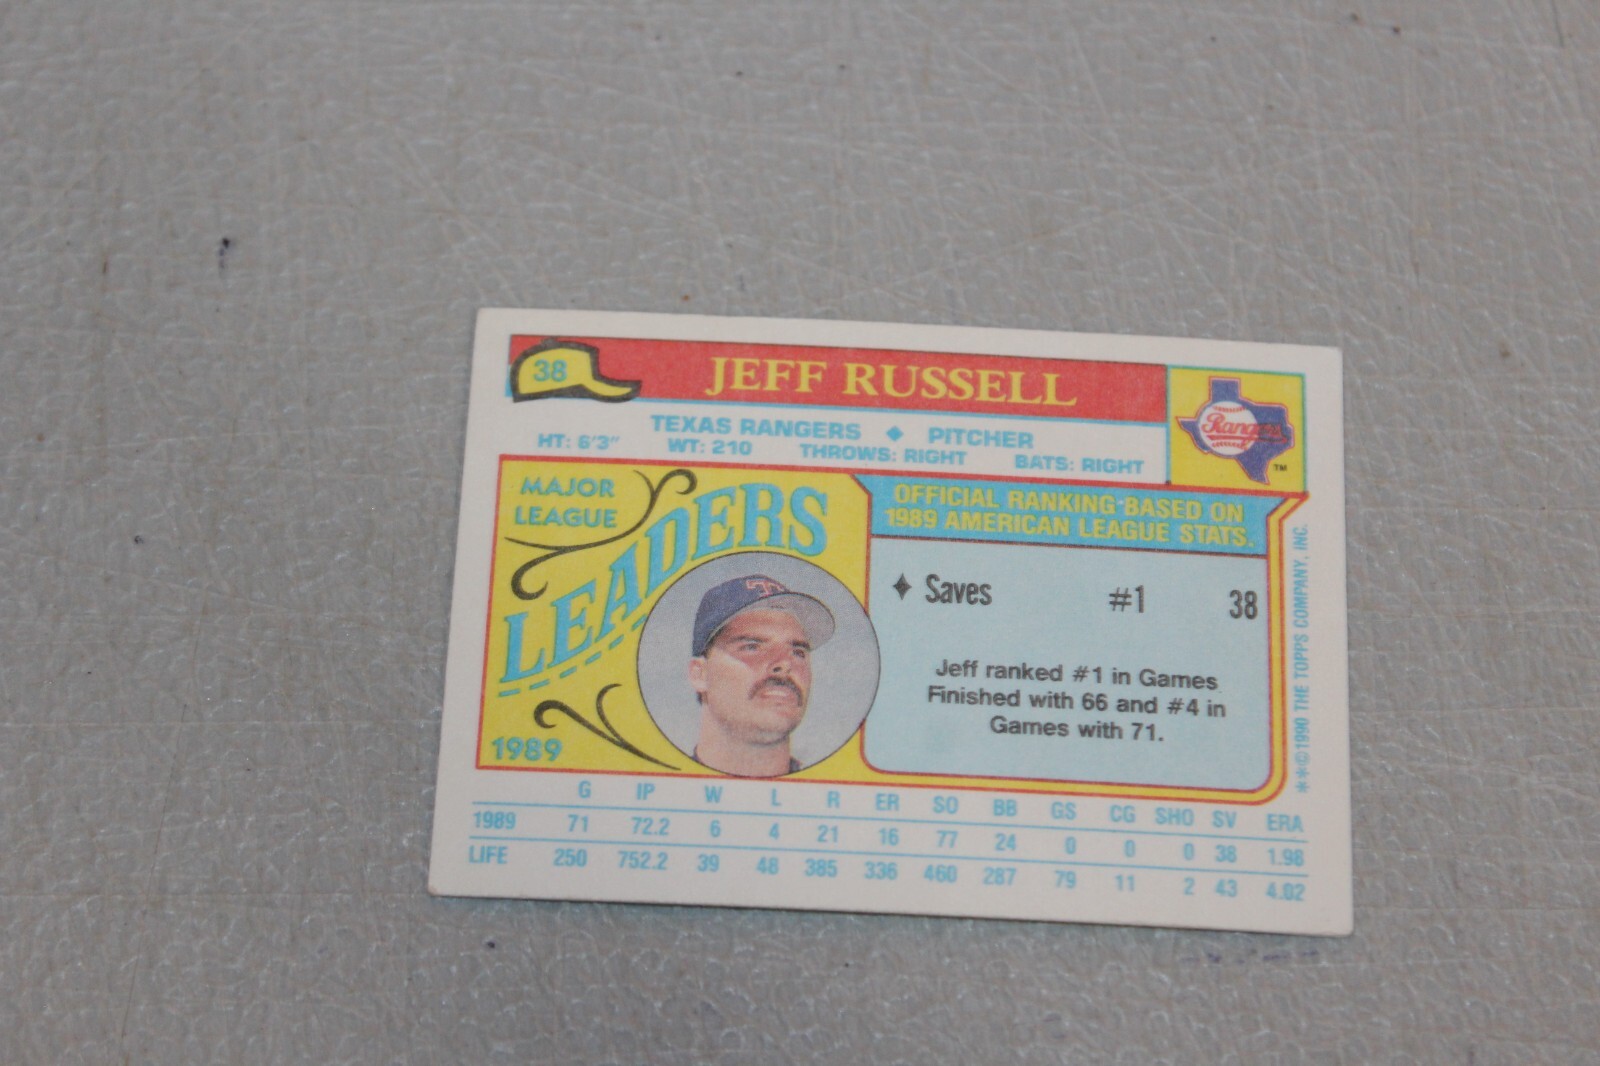 38
JEFF RUSSELL
TEXAS RANGERS ♦ PITCHER
HT: 6'3" WT: 210 THROWS: RIGHT BATS: RIGHT
Rangers
TM
MAJOR
LEAGUE
LEADERS
1989
T
OFFICIAL RANKING-BASED ON
1989 AMERICAN LEAGUE STATS.
♦ Saves #1 38
Jeff ranked #1 in Games
Finished with 66 and #4 in
Games with 71.
**©1990 THE TOPPS COMPANY, INC.
G IP W L R ER SO BB GS CG SHO SV ERA
1989 71 72.2 6 4 21 16 77 24 0 0 0 38 1.98
LIFE 250 752.2 39 48 385 336 460 287 79 11 2 43 4.02